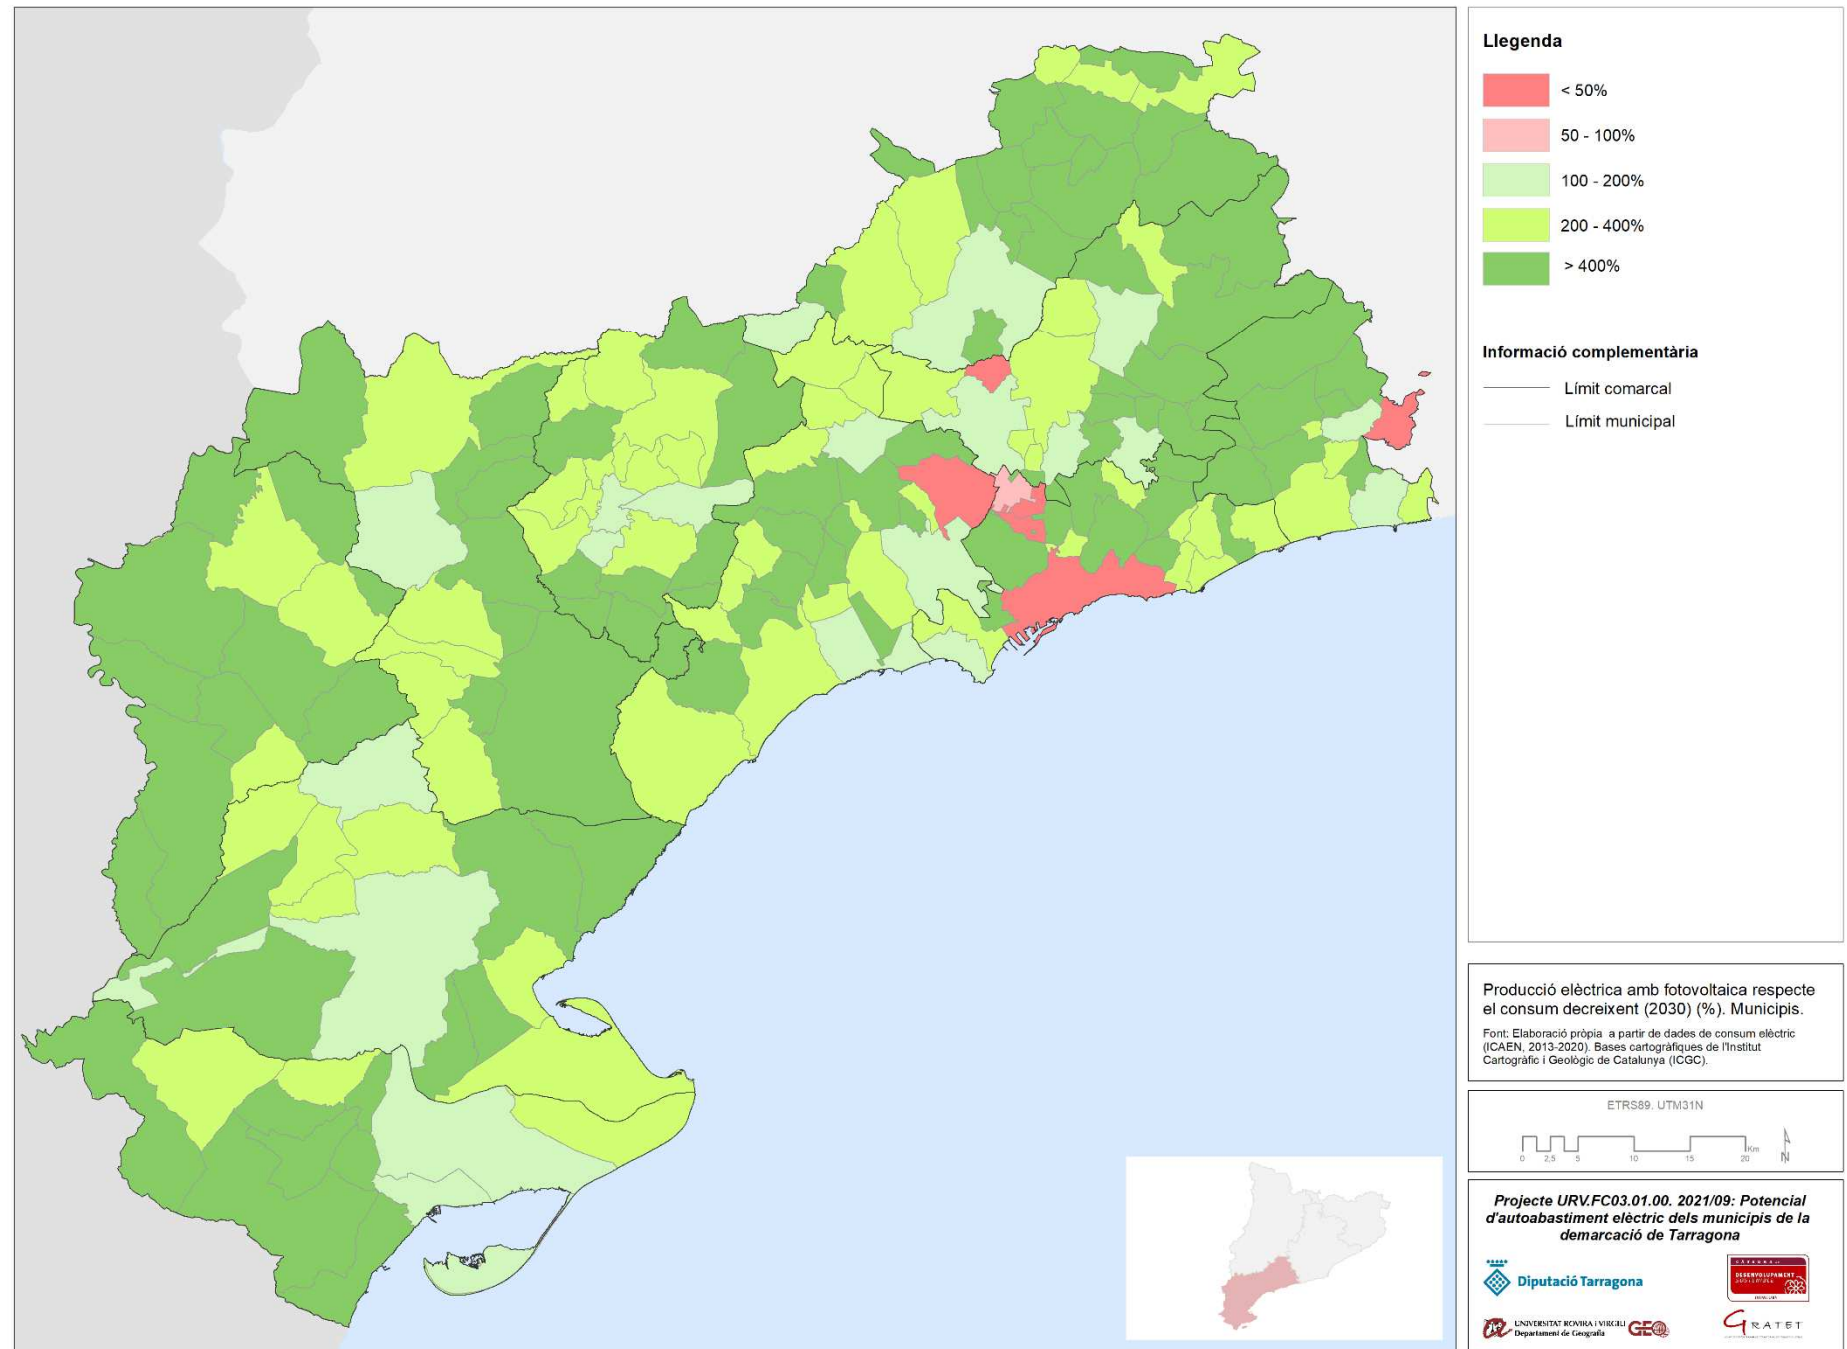 Llegenda
< 50%
50 - 100%
100 - 200%
200 - 400%
> 400%
Informació complementària
Límit comarcal
Límit municipal
Producció elèctrica amb fotovoltaica respecte
el consum decreixent (2030) (%). Municipis.
Font: Elaboració pròpia a partir de dades de consum elèctric
(ICAEN, 2013-2020). Bases cartogràfiques de l'Institut
Cartogràfic i Geològic de Catalunya (ICGC).
ETRS89. UTM31N
0 2,5 5 10 15 20 Km
N
Projecte URV.FC03.01.00. 2021/09: Potencial
d'autoabastiment elèctric dels municipis de la
demarcació de Tarragona
Diputació Tarragona
DESENVOLUPAMENT
UNIVERSITAT ROVIRA I VIRGILI
Departament de Geografia
GEO
GRATET